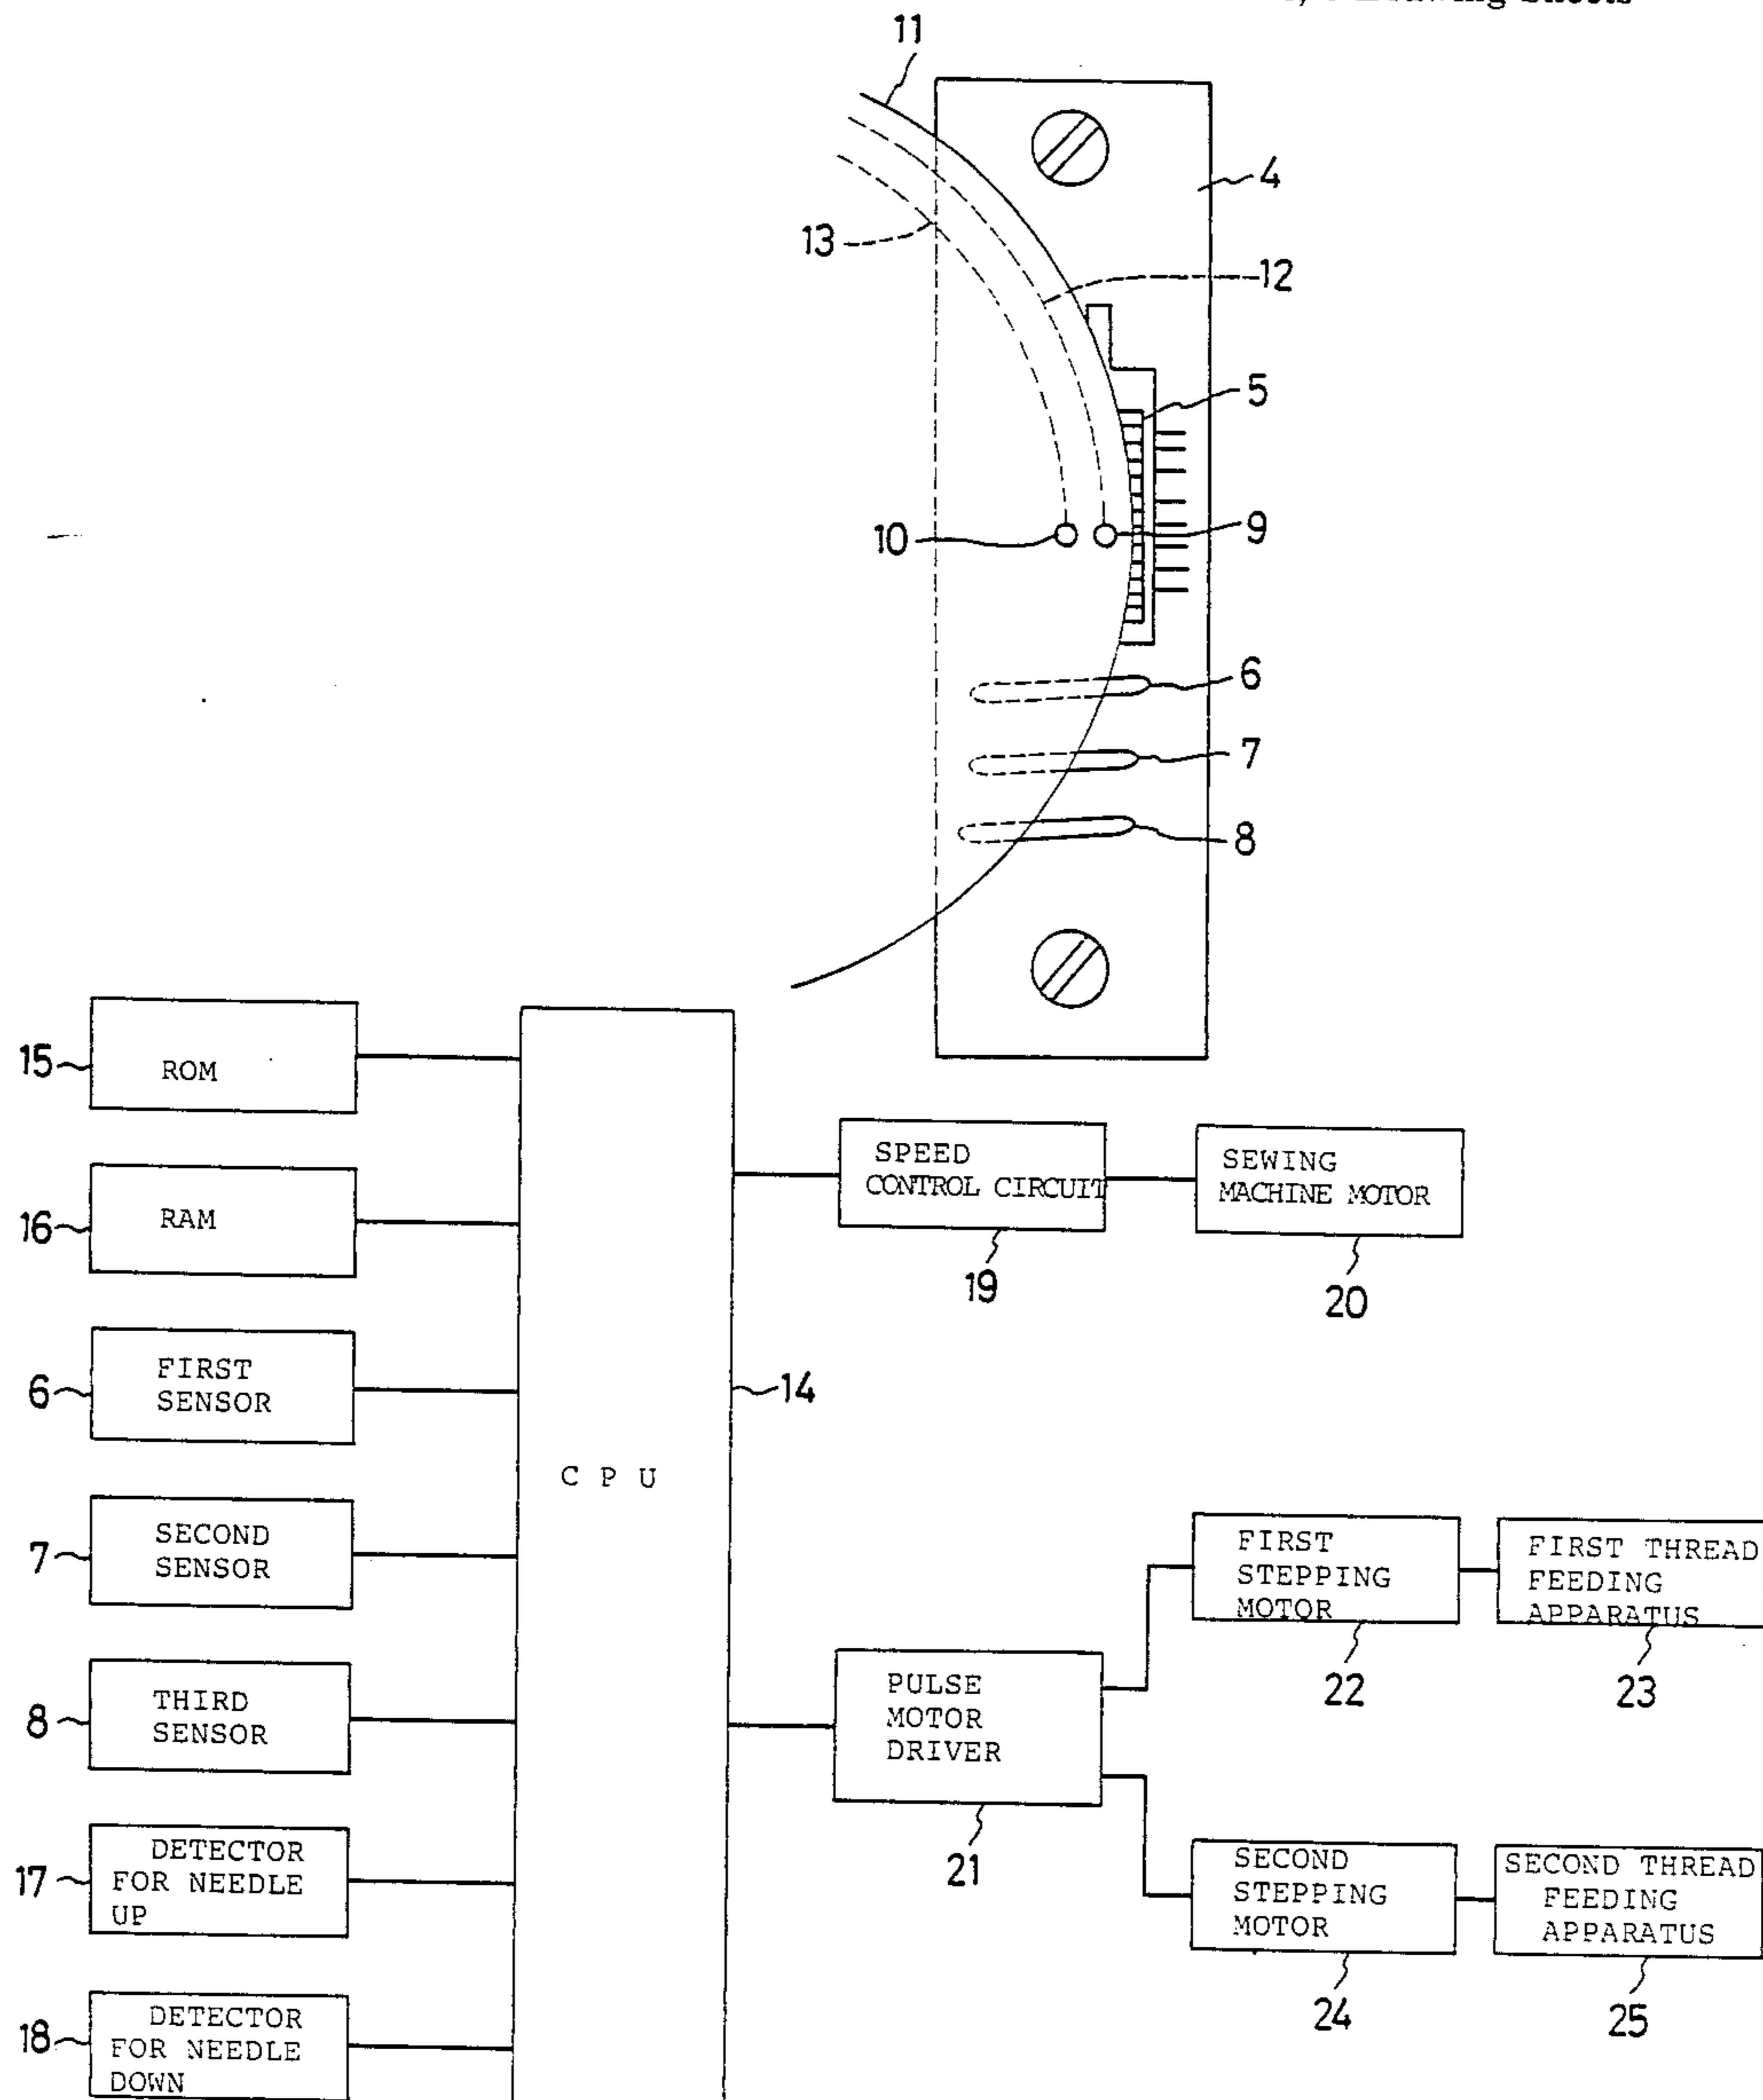 Drawing Sheets
11
4
13
12
5
10
9
6
7
8
15
ROM
16
RAM
6
FIRST
SENSOR
7
SECOND
SENSOR
8
THIRD
SENSOR
17
DETECTOR
FOR NEEDLE
UP
18
DETECTOR
FOR NEEDLE
DOWN
C P U
14
SPEED
CONTROL CIRCUIT
19
SEWING
MACHINE MOTOR
20
PULSE
MOTOR
DRIVER
21
FIRST
STEPPING
MOTOR
22
FIRST THREAD
FEEDING
APPARATUS
23
SECOND
STEPPING
MOTOR
24
SECOND THREAD
FEEDING
APPARATUS
25